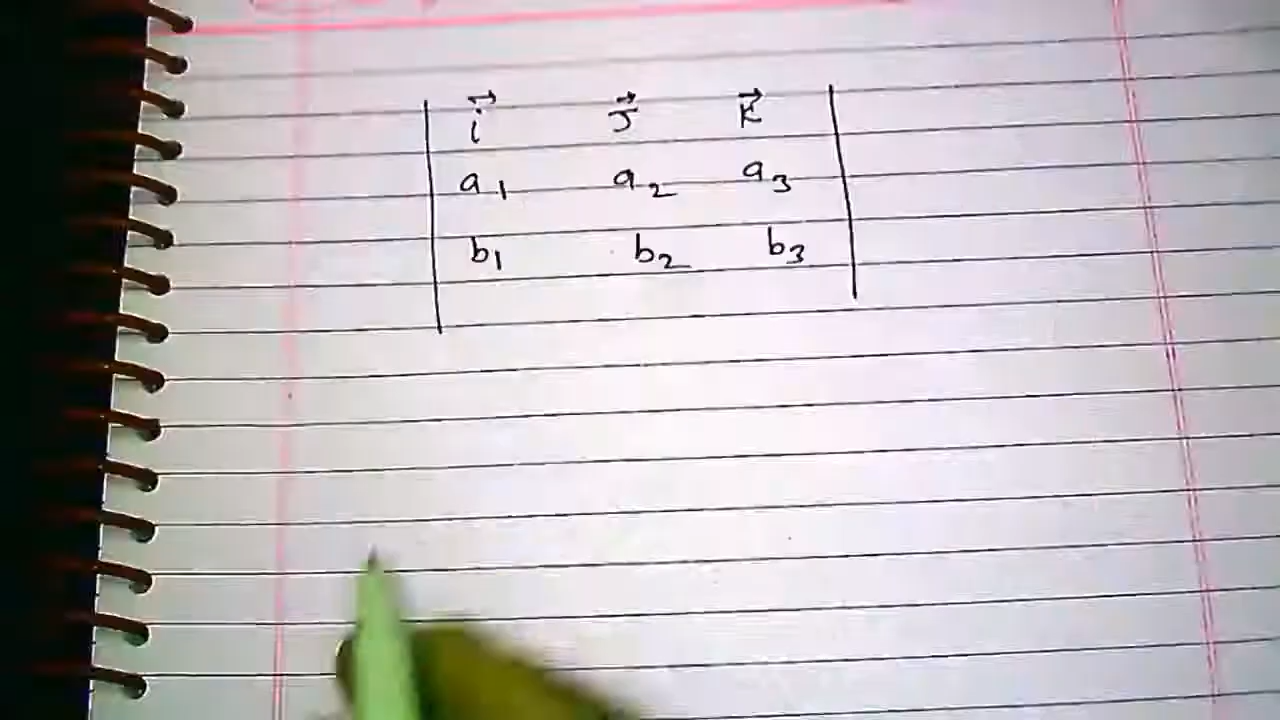 i⃗ j⃗ k⃗
a1 a2 a3
b1 b2 b3